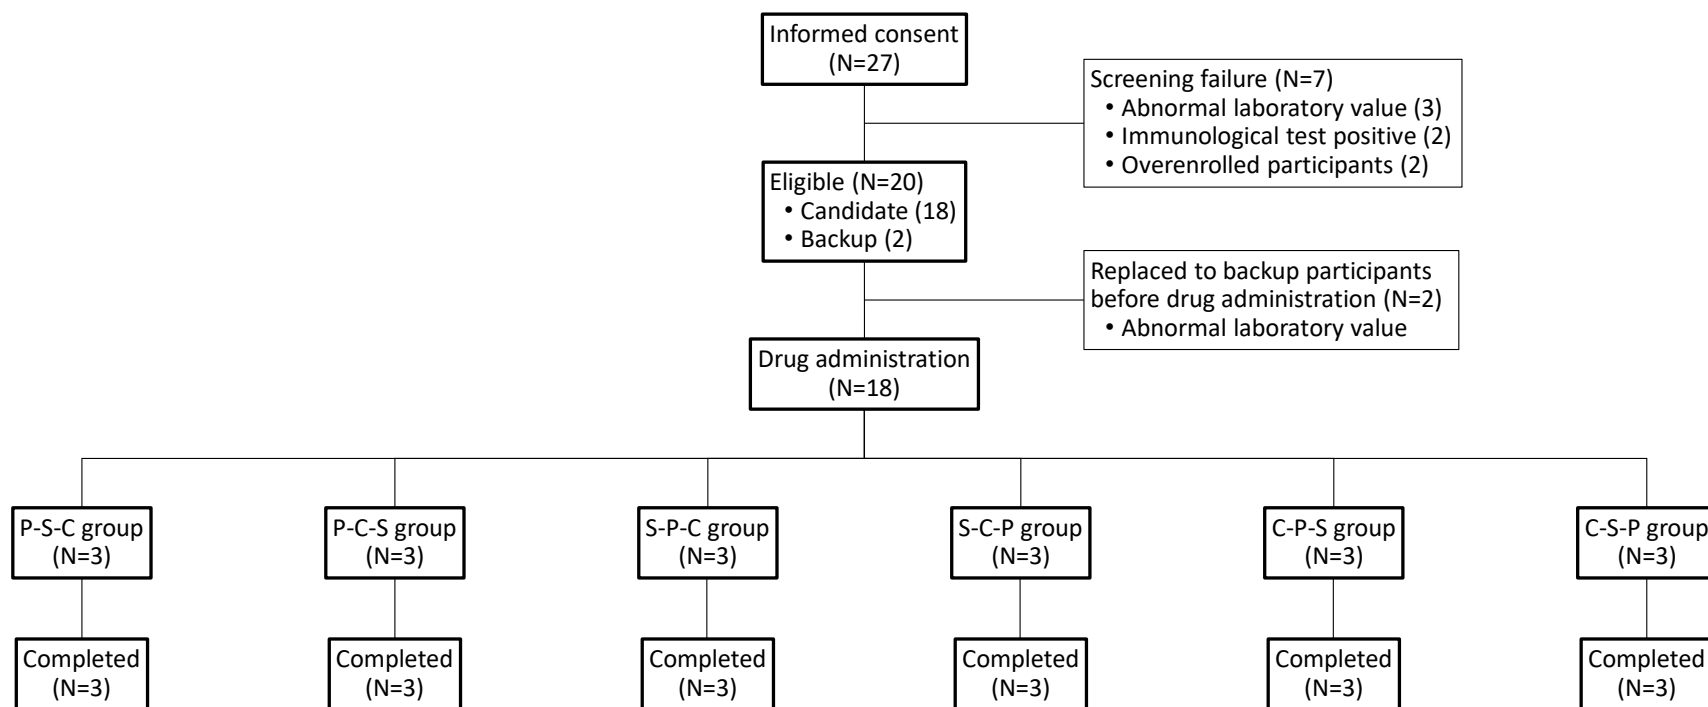 Informed consent
(N=27)
Screening failure (N=7)
• Abnormal laboratory value (3)
• Immunological test positive (2)
• Overenrolled participants (2)
Eligible (N=20)
• Candidate (18)
• Backup (2)
Replaced to backup participants
before drug administration (N=2)
• Abnormal laboratory value
Drug administration
(N=18)
P-S-C group
(N=3)
P-C-S group
(N=3)
S-P-C group
(N=3)
S-C-P group
(N=3)
C-P-S group
(N=3)
C-S-P group
(N=3)
Completed
(N=3)
Completed
(N=3)
Completed
(N=3)
Completed
(N=3)
Completed
(N=3)
Completed
(N=3)